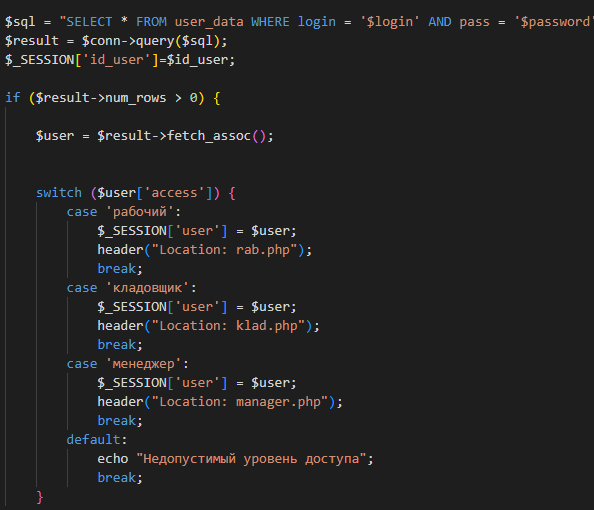 $sql = "SELECT * FROM user_data WHERE login = '$login' AND pass = '$password'
$result = $conn->query($sql);
$_SESSION['id_user']=$id_user;
if ($result->num_rows > 0) {
$user = $result->fetch_assoc();
switch ($user['access']) {
case 'рабочий':
$_SESSION['user'] = $user;
header("Location: rab.php");
break;
case 'кладовщик':
$_SESSION['user'] = $user;
header("Location: klad.php");
break;
case 'менеджер':
$_SESSION['user'] = $user;
header("Location: manager.php");
break;
default:
echo "Недопустимый уровень доступа";
break;
}